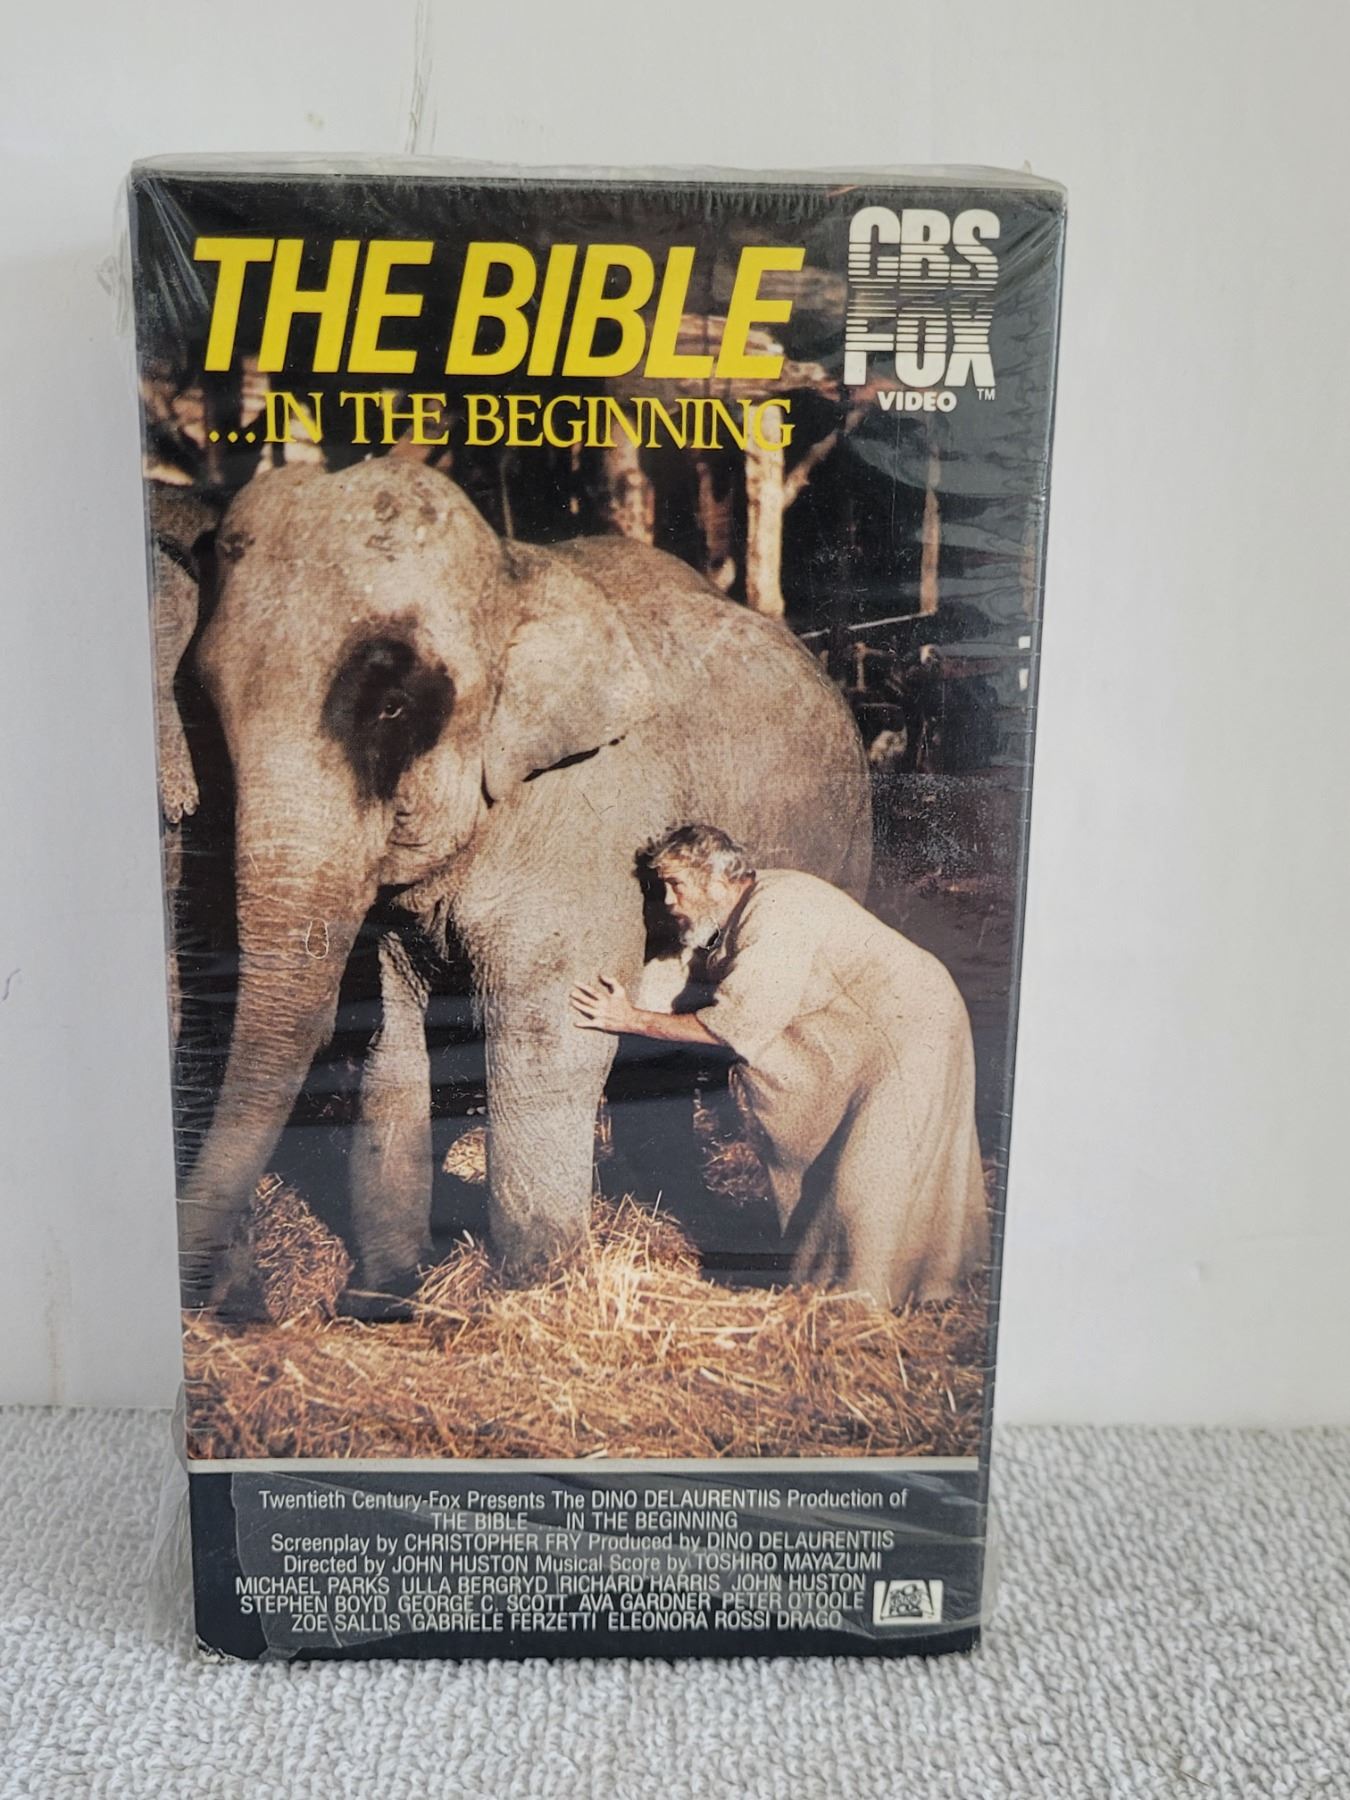 THE BIBLE
...IN THE BEGINNING
CBS
FOX
VIDEO ™
Twentieth Century-Fox Presents The DINO DELAURENTIIS Production of
THE BIBLE ... IN THE BEGINNING
Screenplay by CHRISTOPHER FRY Produced by DINO DELAURENTIIS
Directed by JOHN HUSTON Musical Score by TOSHIRO MAYAZUMI
MICHAEL PARKS ULLA BERGRYD RICHARD HARRIS JOHN HUSTON
STEPHEN BOYD GEORGE C. SCOTT AVA GARDNER PETER O'TOOLE
ZOE SALLIS GABRIELE FERZETTI ELEONORA ROSSI DRAGO